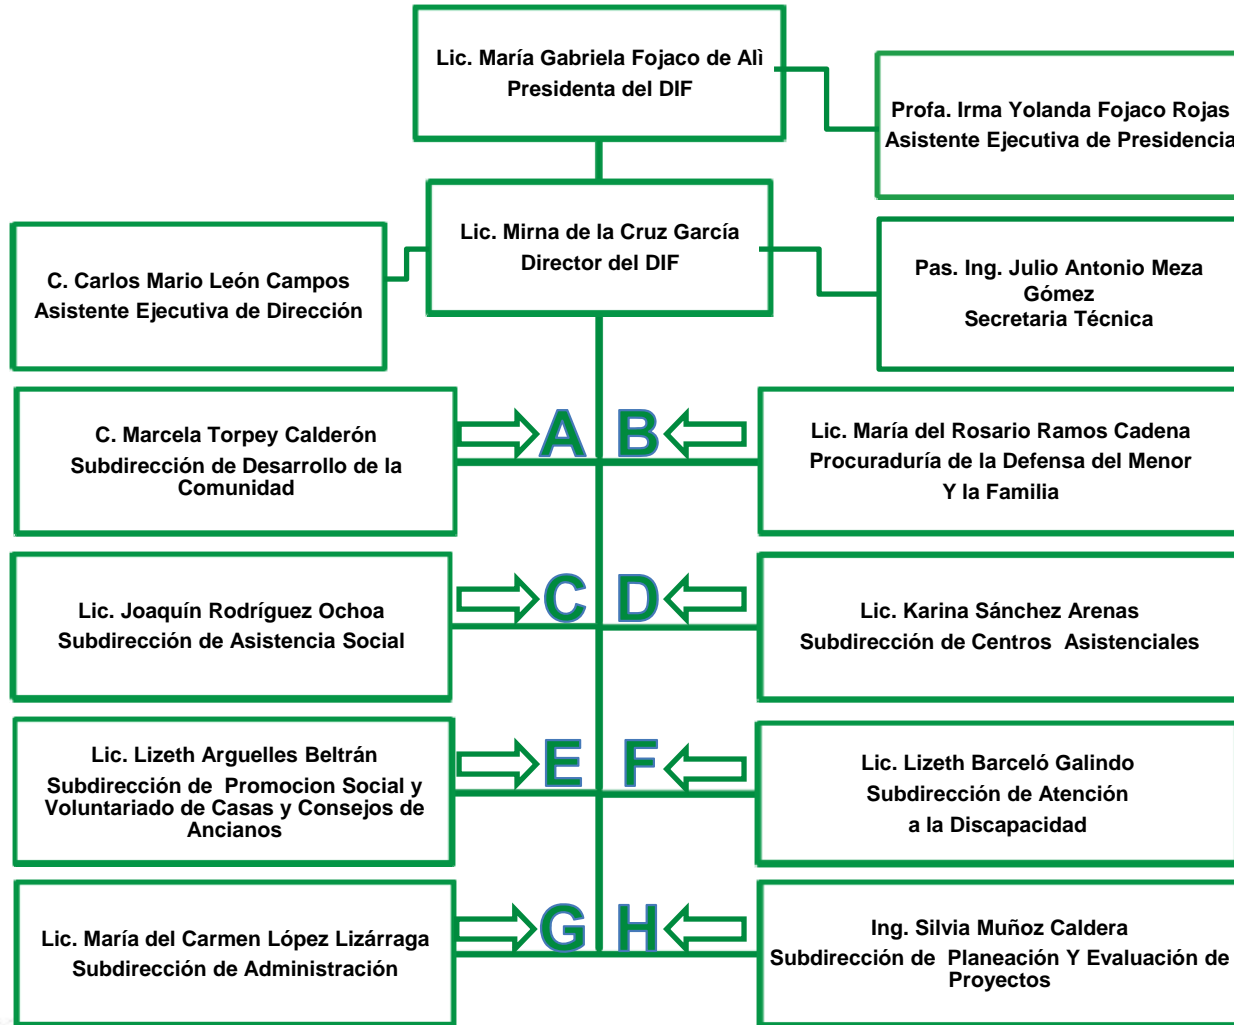 Lic. María Gabriela Fojaco de Alì
Presidenta del DIF
Profa. Irma Yolanda Fojaco Rojas
Asistente Ejecutiva de Presidencia
Lic. Mirna de la Cruz García
Director del DIF
C. Carlos Mario León Campos
Asistente Ejecutiva de Dirección
Pas. Ing. Julio Antonio Meza
Gómez
Secretaria Técnica
C. Marcela Torpey Calderón
Subdirección de Desarrollo de la
Comunidad
A
B
Lic. María del Rosario Ramos Cadena
Procuraduría de la Defensa del Menor
Y la Familia
Lic. Joaquín Rodríguez Ochoa
Subdirección de Asistencia Social
C
D
Lic. Karina Sánchez Arenas
Subdirección de Centros  Asistenciales
Lic. Lizeth Arguelles Beltrán
Subdirección de  Promocion Social y
Voluntariado de Casas y Consejos de
Ancianos
E
F
Lic. Lizeth Barceló Galindo
Subdirección de Atención
a la Discapacidad
Lic. María del Carmen López Lizárraga
Subdirección de Administración
G
H
Ing. Silvia Muñoz Caldera
Subdirección de  Planeación Y Evaluación de
Proyectos